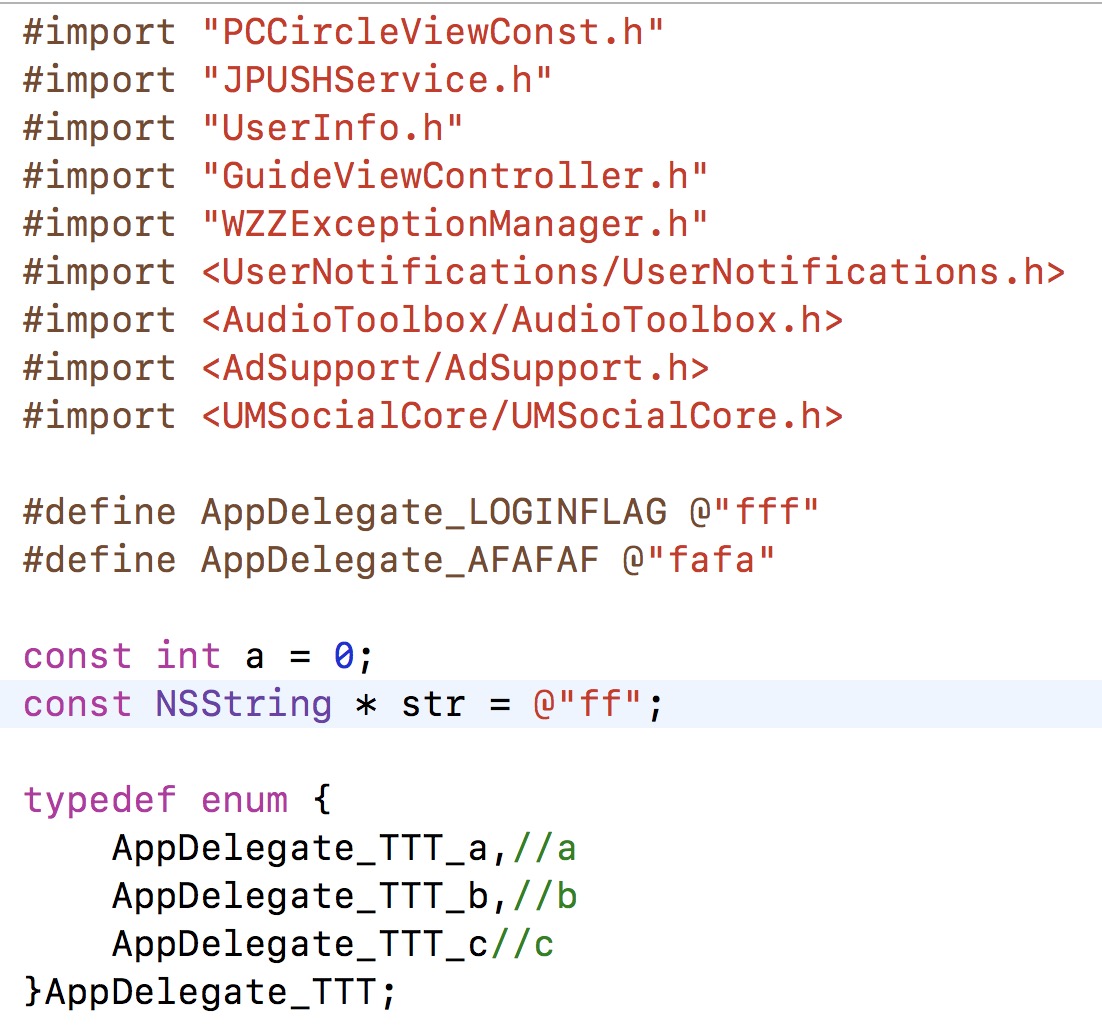 #import "PCCircleViewConst.h"
#import "JPUSHService.h"
#import "UserInfo.h"
#import "GuideViewController.h"
#import "WZZExceptionManager.h"
#import <UserNotifications/UserNotifications.h>
#import <AudioToolbox/AudioToolbox.h>
#import <AdSupport/AdSupport.h>
#import <UMSocialCore/UMSocialCore.h>
#define AppDelegate_LOGINFLAG @"fff"
#define AppDelegate_AFAFAF @"fafa"
const int a = 0;
const NSString * str = @"ff";
typedef enum {
    AppDelegate_TTT_a,//a
    AppDelegate_TTT_b,//b
    AppDelegate_TTT_c//c
}AppDelegate_TTT;